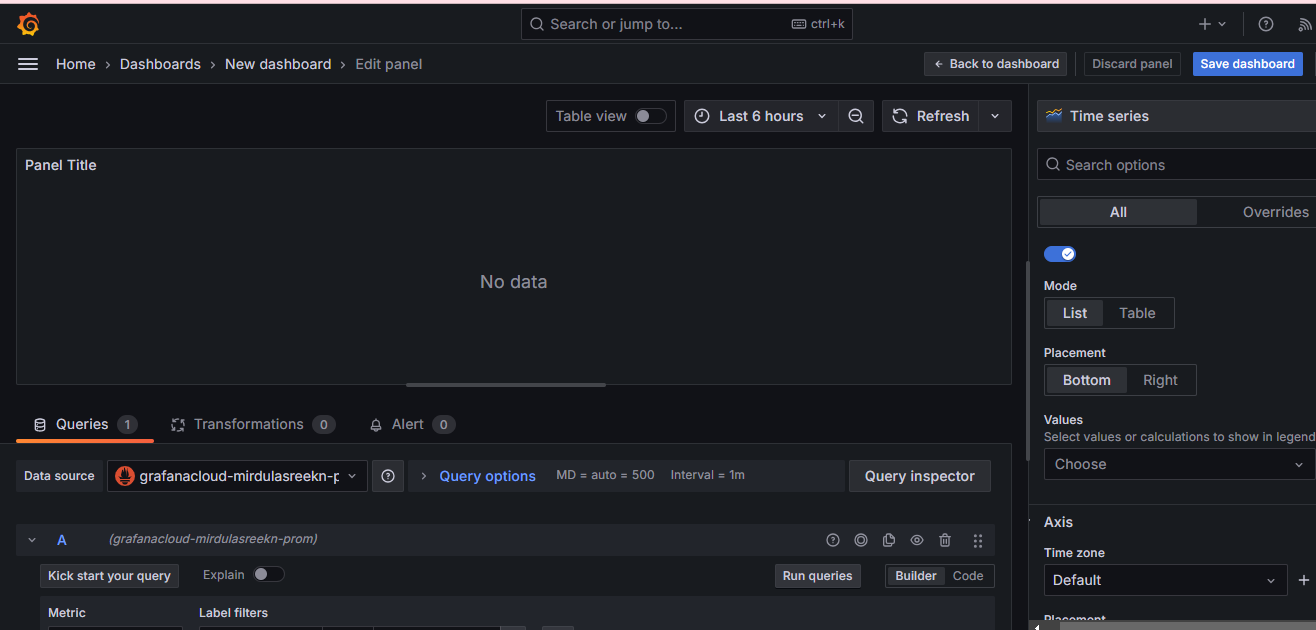 Search or jump to... ctrl+k
Home › Dashboards › New dashboard › Edit panel
← Back to dashboard
Discard panel
Save dashboard
Table view
Last 6 hours
Refresh
Panel Title
No data
Queries 1
Transformations 0
Alert 0
Data source
grafanacloud-mirdulasreekn-p
Query options MD = auto = 500 Interval = 1m
Query inspector
A (grafanacloud-mirdulasreekn-prom)
Kick start your query
Explain
Run queries
Builder Code
Metric Label filters
Time series
Search options
All Overrides
Mode
List Table
Placement
Bottom Right
Values
Select values or calculations to show in legend
Choose
Axis
Time zone
Default
Placement